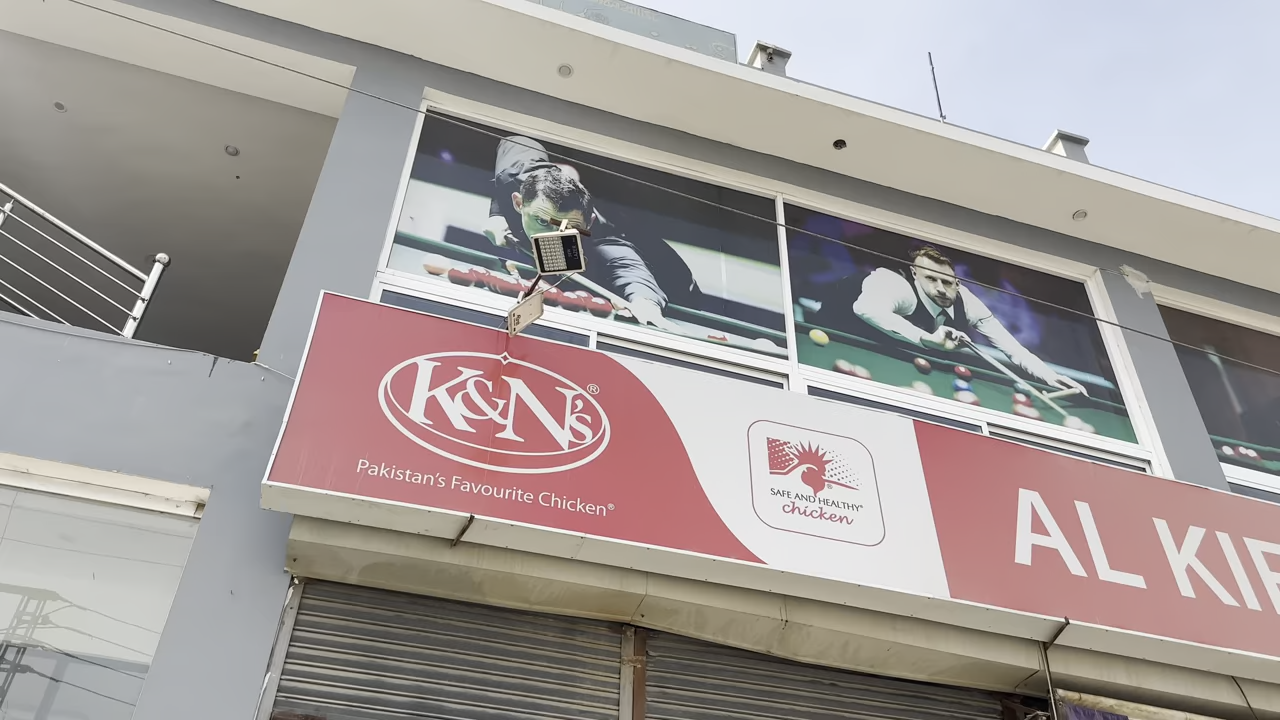 K&N's®
Pakistan's Favourite Chicken®
SAFE AND HEALTHY®
chicken
AL KI